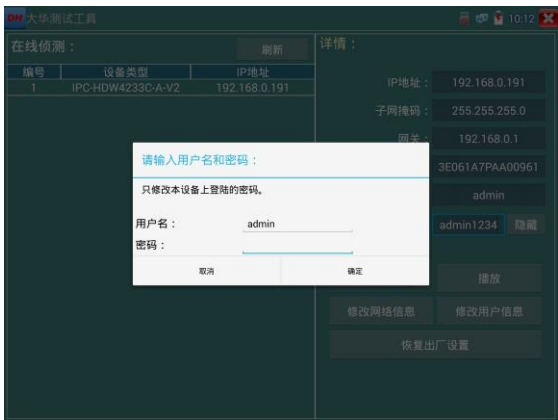 DH 大华测试工具
10:12
在线侦测：
刷新
编号 设备类型 IP地址
1 IPC-HDW4233C-A-V2 192.168.0.191
详情：
IP地址： 192.168.0.191
子网掩码： 255.255.255.0
网关： 192.168.0.1
3E061A7PAA00961
admin
admin1234 隐藏
请输入用户名和密码：
只修改本设备上登陆的密码。
用户名： admin
密码：
取消 确定
播放
修改网络信息 修改用户信息
恢复出厂设置